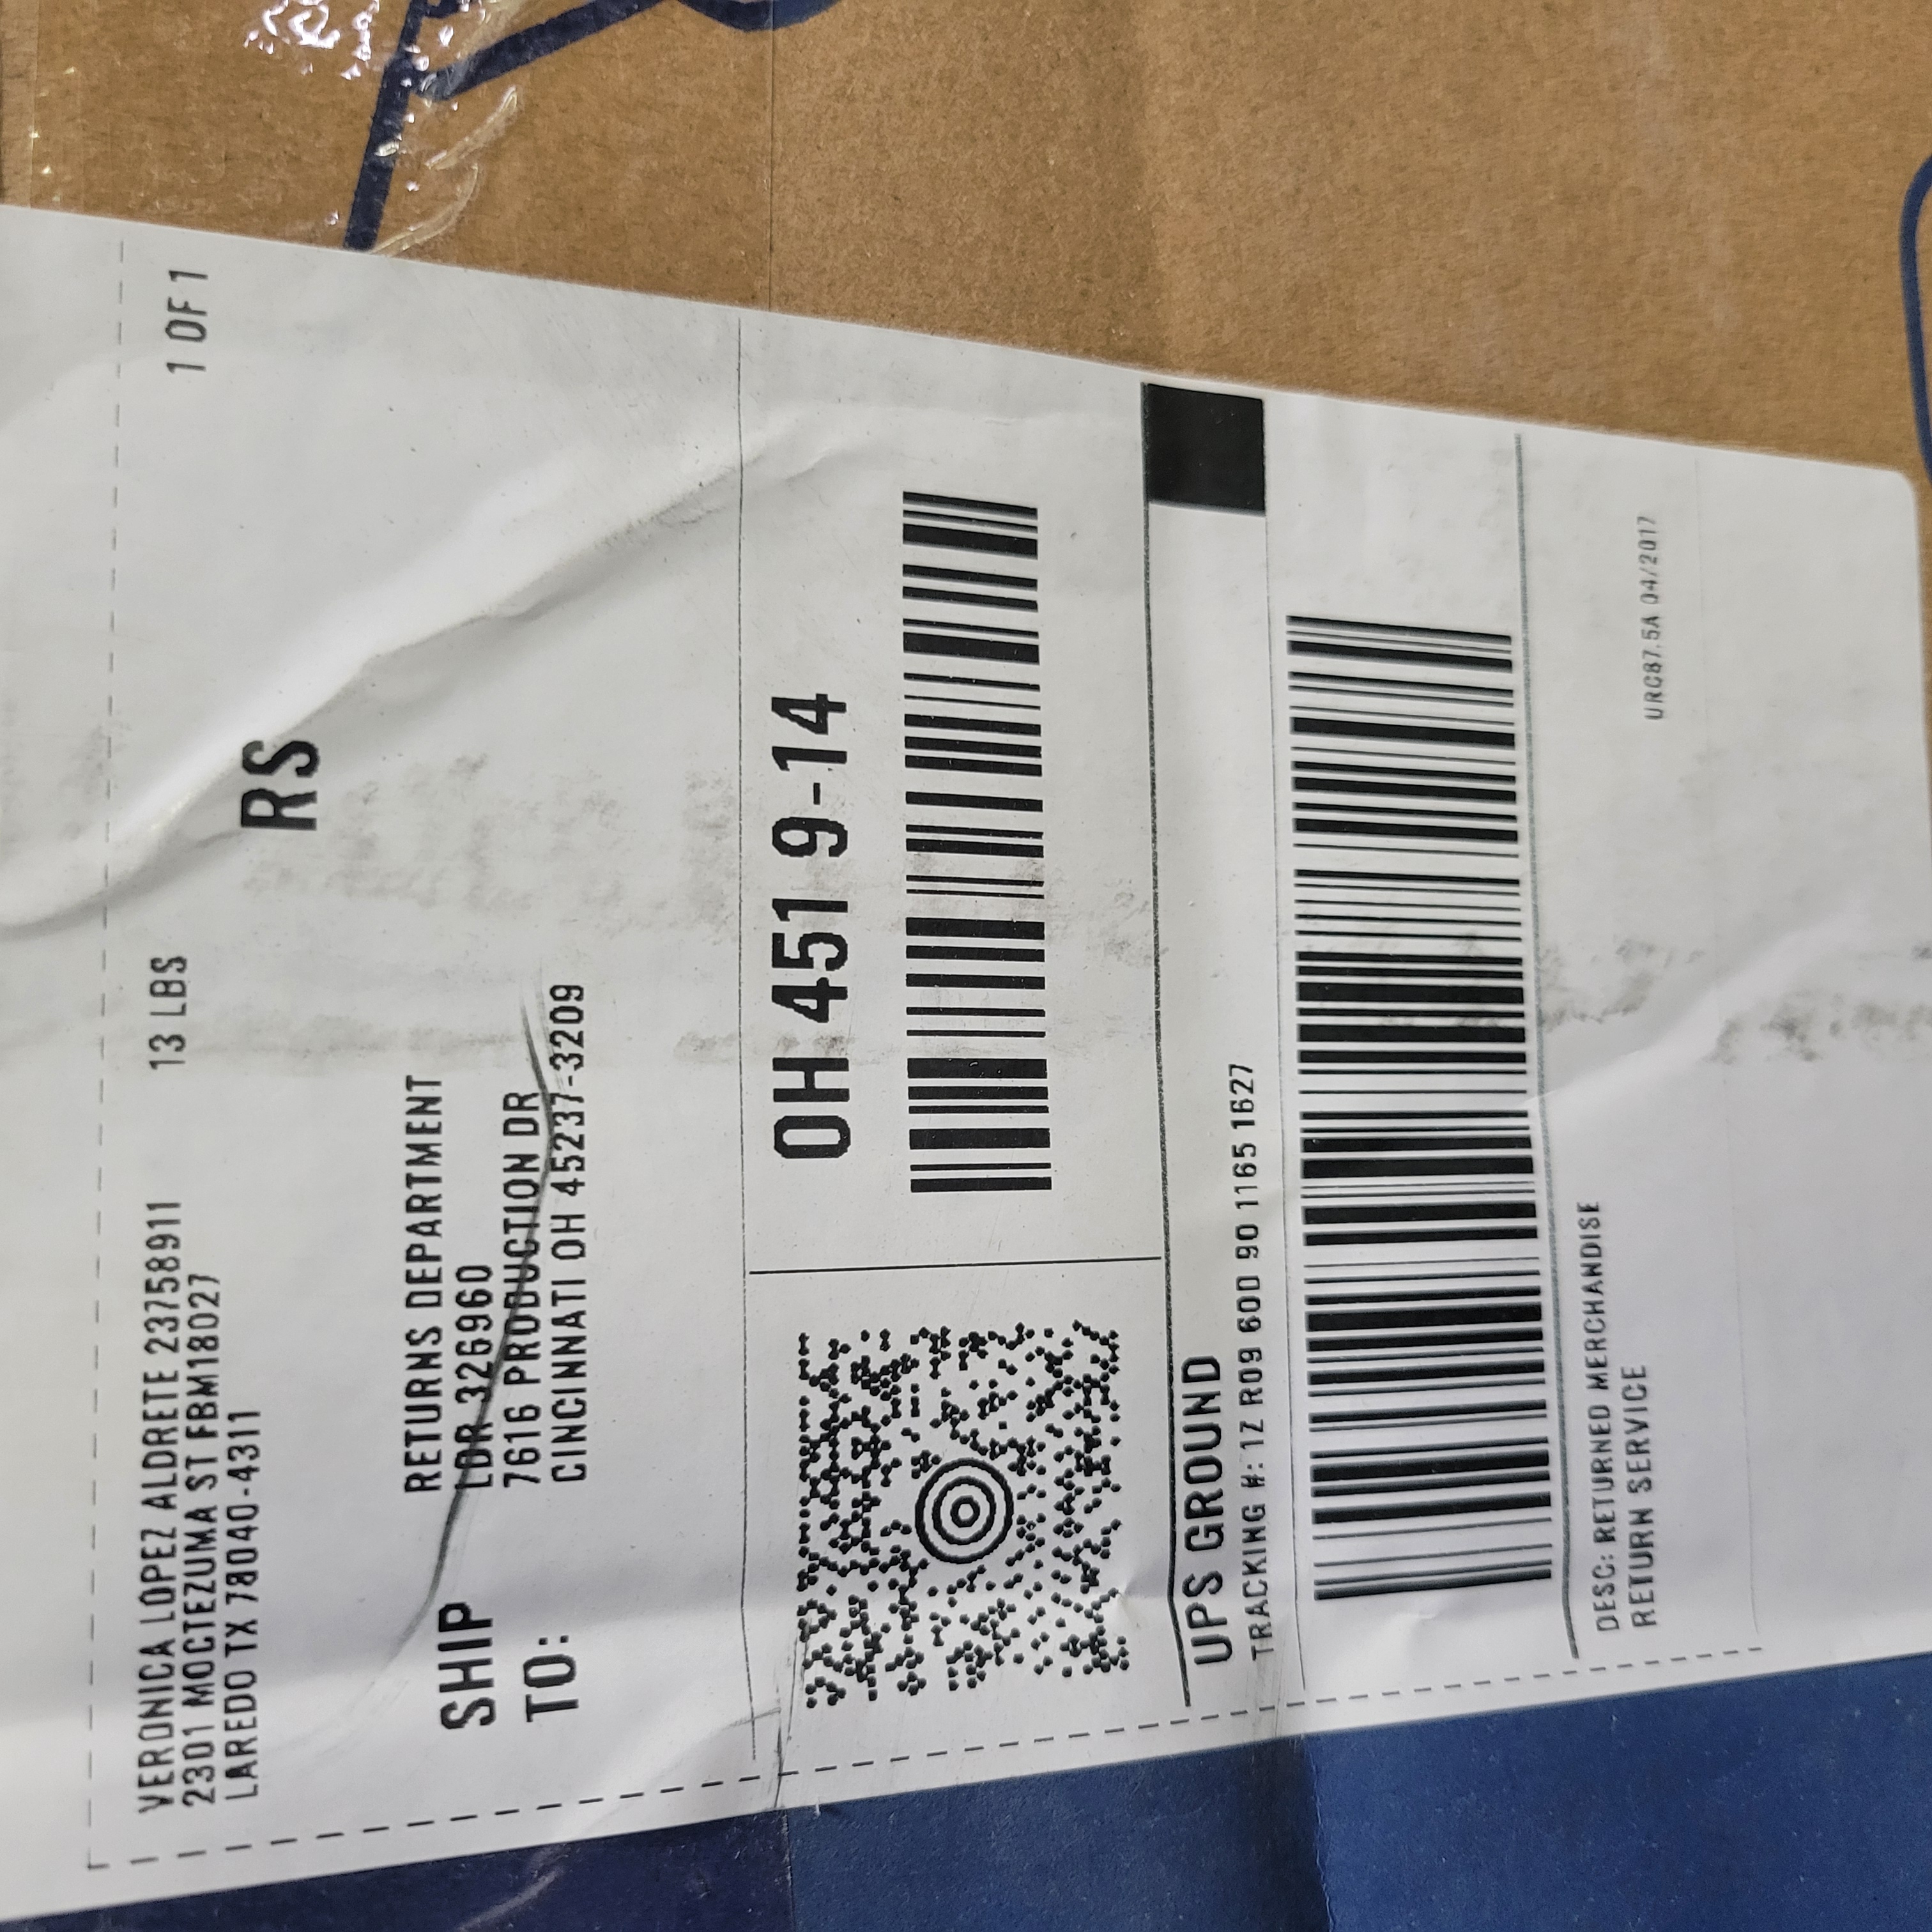 VERONICA LOPEZ ALDRETE 23758911
2301 MOCTEZUMA ST FBM18027
LAREDO TX 78040-4311
13 LBS
1 OF 1
RS
SHIP
TO:
RETURNS DEPARTMENT
LDR 326960
7616 PRODUCTION DR
CINCINNATI OH 45237-3209
OH 451 9-14
UPS GROUND
TRACKING #: 1Z R09 60D 90 1165 1627
DESC: RETURNED MERCHANDISE
RETURN SERVICE
URC87.5A 04/2017